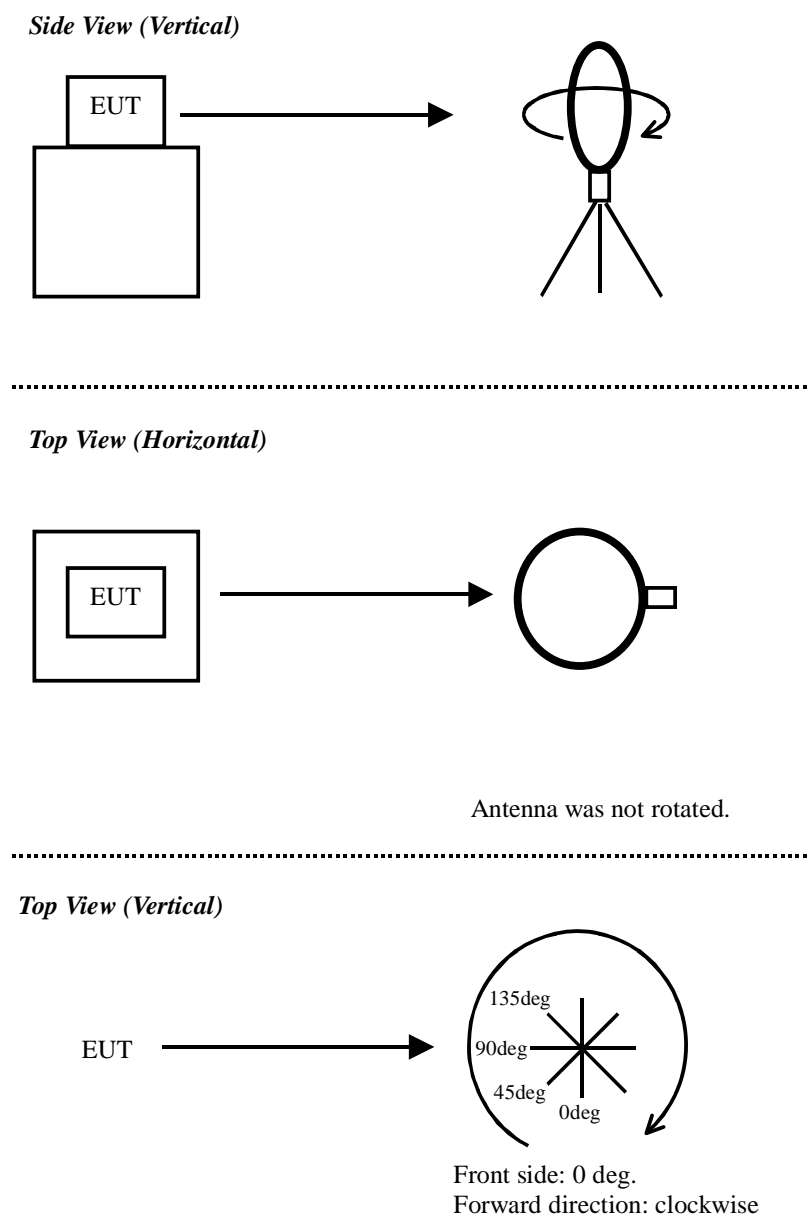 Side View (Vertical)
EUT
Top View (Horizontal)
EUT
Antenna was not rotated.
Top View (Vertical)
135deg
EUT
90deg
45deg
0deg
Front side: 0 deg.
Forward direction: clockwise